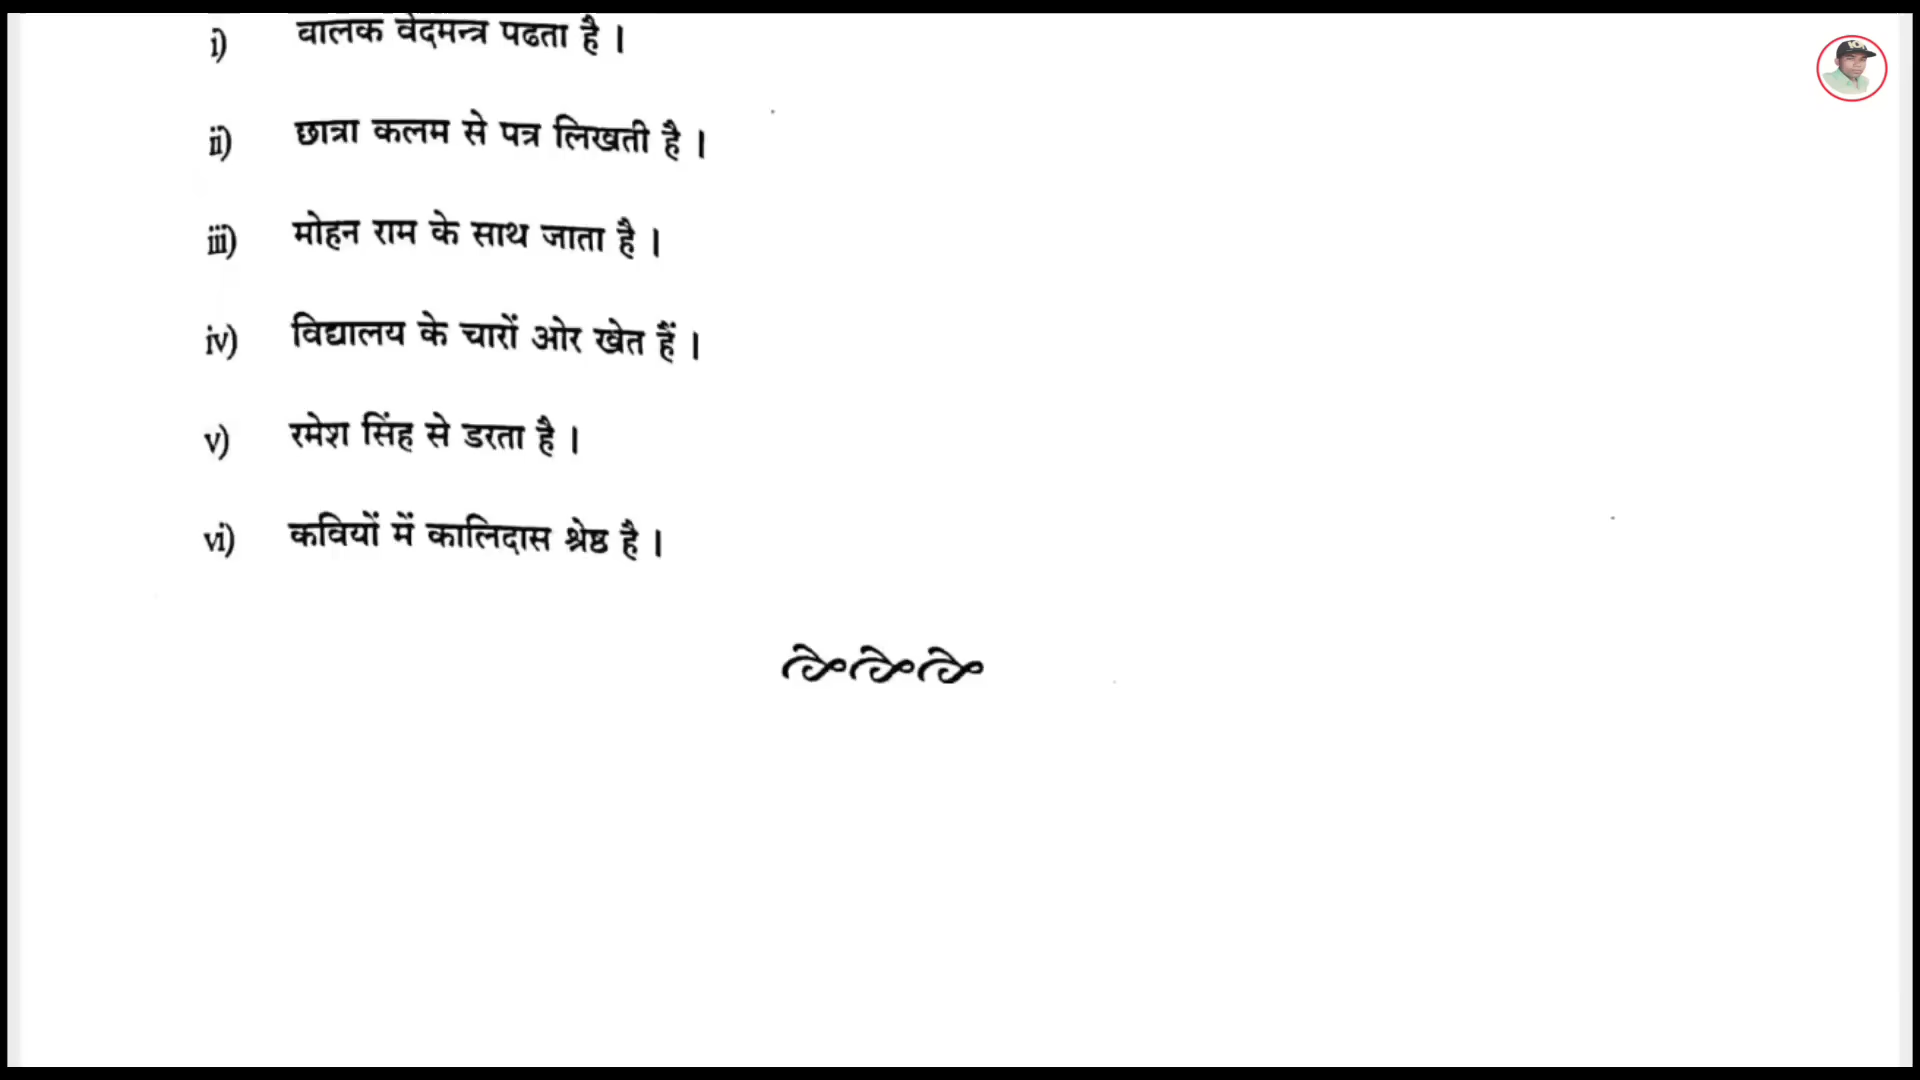 i) बालक वेदमन्त्र पढता है ।
ii) छात्रा कलम से पत्र लिखती है ।
iii) मोहन राम के साथ जाता है ।
iv) विद्यालय के चारों ओर खेत हैं ।
v) रमेश सिंह से डरता है ।
vi) कवियों में कालिदास श्रेष्ठ है ।